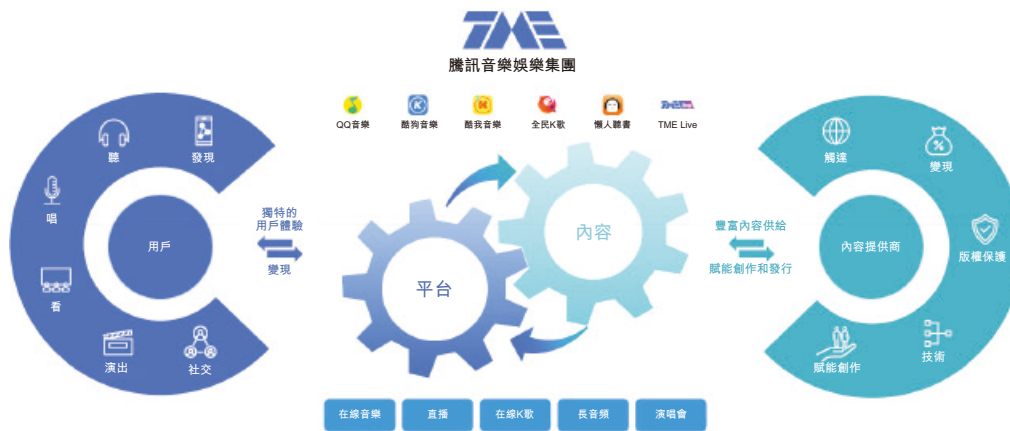 TME
騰訊音樂娛樂集團
QQ音樂
酷狗音樂
酷我音樂
全民K歌
懶人聽書
TME Live
聽
發現
唱
看
演出
社交
用戶
獨特的
用戶體驗
變現
平台
內容
豐富內容供給
賦能創作和發行
內容提供商
觸達
變現
版權保護
技術
賦能創作
在線音樂
直播
在線K歌
長音頻
演唱會